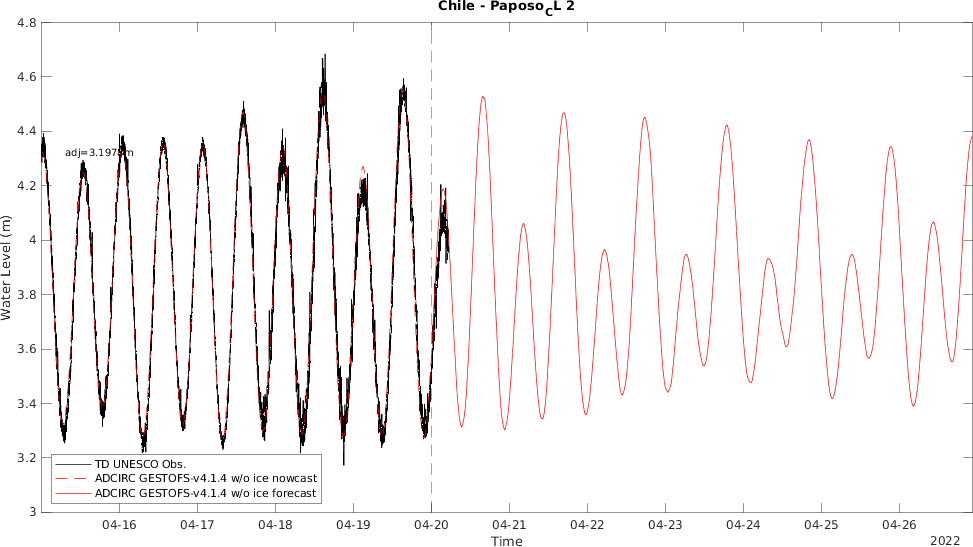 Chile - PaposoCL 2
4.8
4.6
4.4
4.2
4
3.8
3.6
3.4
3.2
3
Water Level (m)
adj=3.1978m
TD UNESCO Obs.
ADCIRC GESTOFS-v4.1.4 w/o ice nowcast
ADCIRC GESTOFS-v4.1.4 w/o ice forecast
04-16 04-17 04-18 04-19 04-20 04-21 04-22 04-23 04-24 04-25 04-26
Time
2022